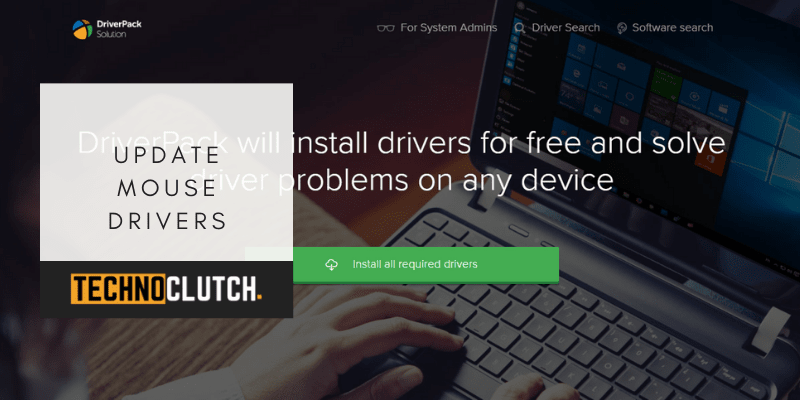 DriverPack
Solution
For System Admins
Driver Search
Software search
DriverPack will install drivers for free and solve
driver problems on any device
UPDATE
MOUSE
DRIVERS
Install all required drivers
TECHNOCLUTCH.